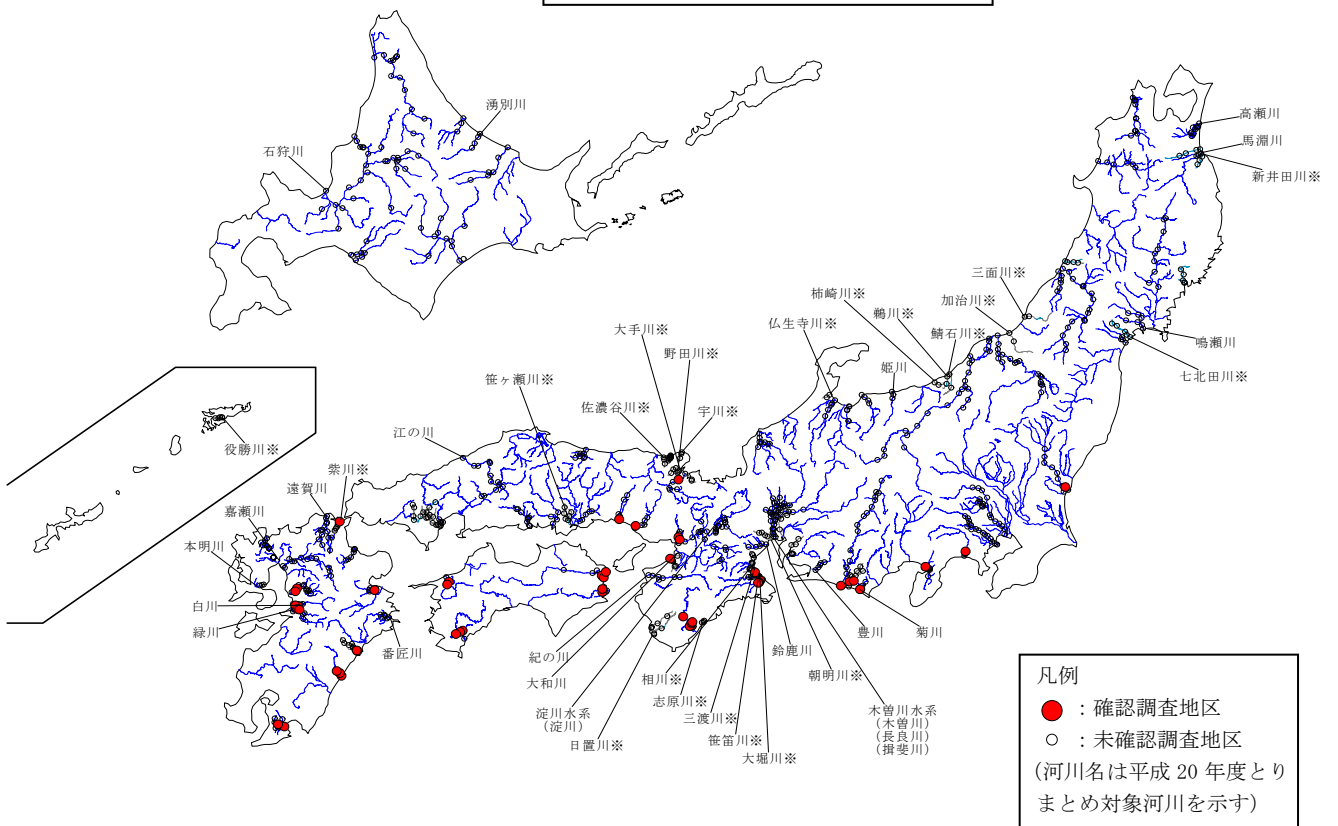 湧別川
石狩川
高瀬川
馬淵川
新井田川※
三面川※
加治川※
柿崎川※
鵜川※
鯖石川※
仏生寺川※
姫川
鳴瀬川
七北田川※
大手川※
野田川※
笹ヶ瀬川※
佐濃谷川※
宇川※
江の川
役勝川※
紫川※
遠賀川
嘉瀬川
本明川
白川
緑川
番匠川
紀の川
大和川
淀川水系
(淀川)
日置川※
相川※
志原川※
三渡川※
笹笛川※
大堀川※
鈴鹿川
朝明川※
木曽川水系
(木曽川)
(長良川)
(揖斐川)
豊川
菊川
凡例
：確認調査地区
：未確認調査地区
(河川名は平成 20 年度とり
まとめ対象河川を示す)